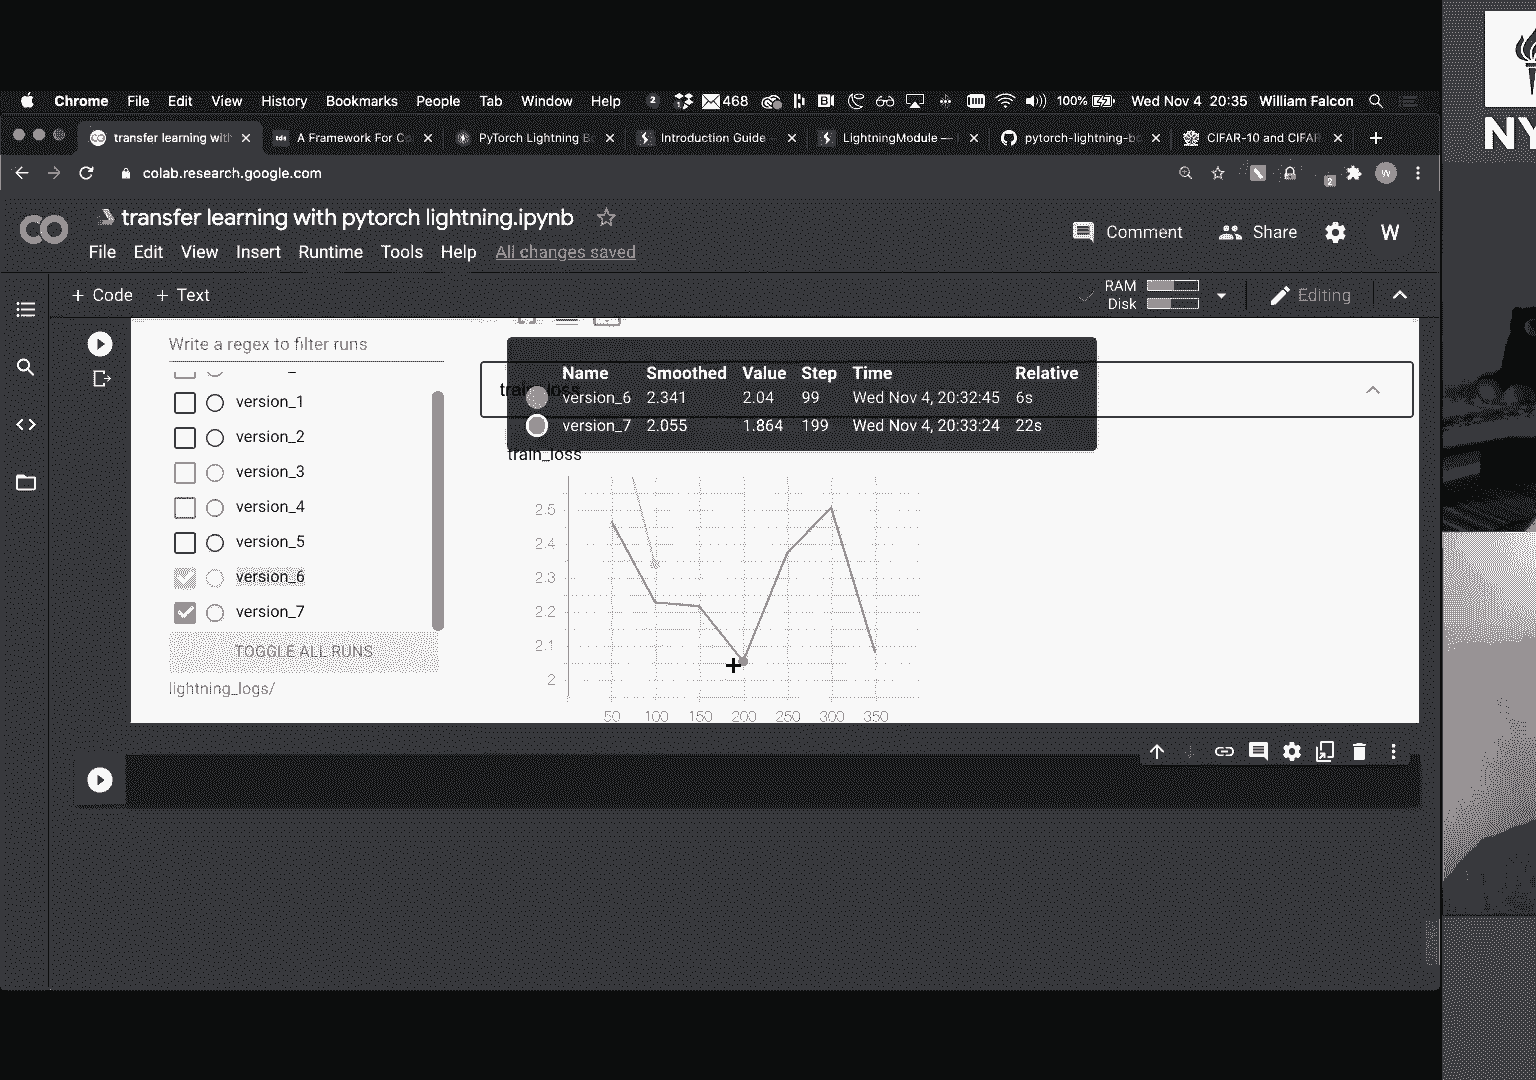 Chrome File Edit View History Bookmarks People Tab Window Help 2 468 100% Wed Nov 4 20:35 William Falcon
transfer learning with A Framework For Co PyTorch Lightning B Introduction Guide LightningModule — pytorch-lightning-bo CIFAR-10 and CIFAR
colab.research.google.com 2 W
transfer learning with pytorch lightning.ipynb
Comment Share W
File Edit View Insert Runtime Tools Help All changes saved
+ Code + Text RAM Disk Editing
Write a regex to filter runs
version_1
version_2
version_3
version_4
version_5
version_6
version_7
TOGGLE ALL RUNS
lightning_logs/
train_loss
Name Smoothed Value Step Time Relative
version_6 2.341 2.04 99 Wed Nov 4, 20:32:45 6s
version_7 2.055 1.864 199 Wed Nov 4, 20:33:24 22s
train_loss
2.5
2.4
2.3
2.2
2.1
2
50 100 150 200 250 300 350
NY